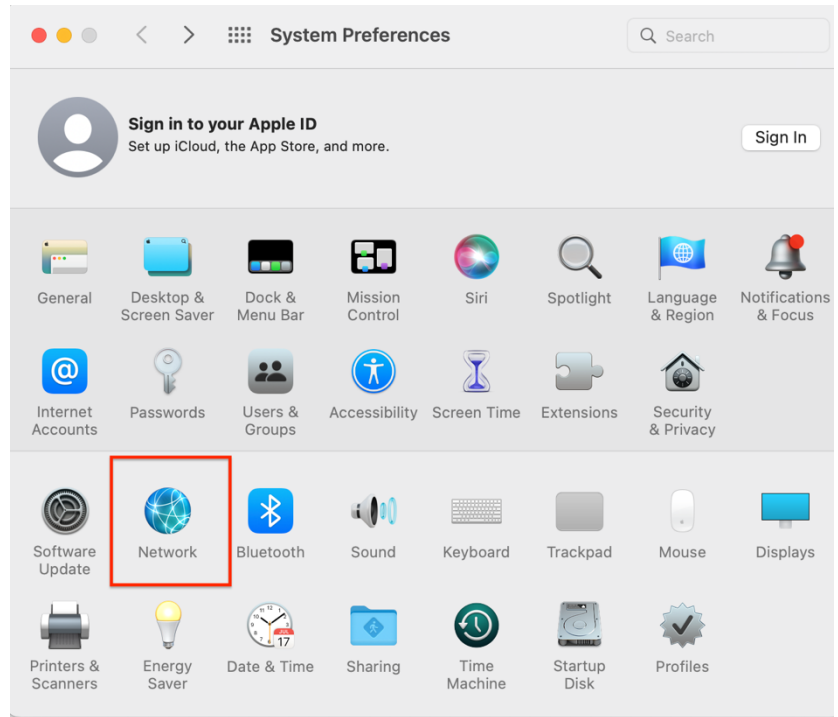 System Preferences
Search
Sign in to your Apple ID
Set up iCloud, the App Store, and more.
Sign In
General
Desktop &
Screen Saver
Dock &
Menu Bar
Mission
Control
Siri
Spotlight
Language
& Region
Notifications
& Focus
Internet
Accounts
Passwords
Users &
Groups
Accessibility
Screen Time
Extensions
Security
& Privacy
Software
Update
Network
Bluetooth
Sound
Keyboard
Trackpad
Mouse
Displays
Printers &
Scanners
Energy
Saver
JUL
17
Date & Time
Sharing
Time
Machine
Startup
Disk
Profiles